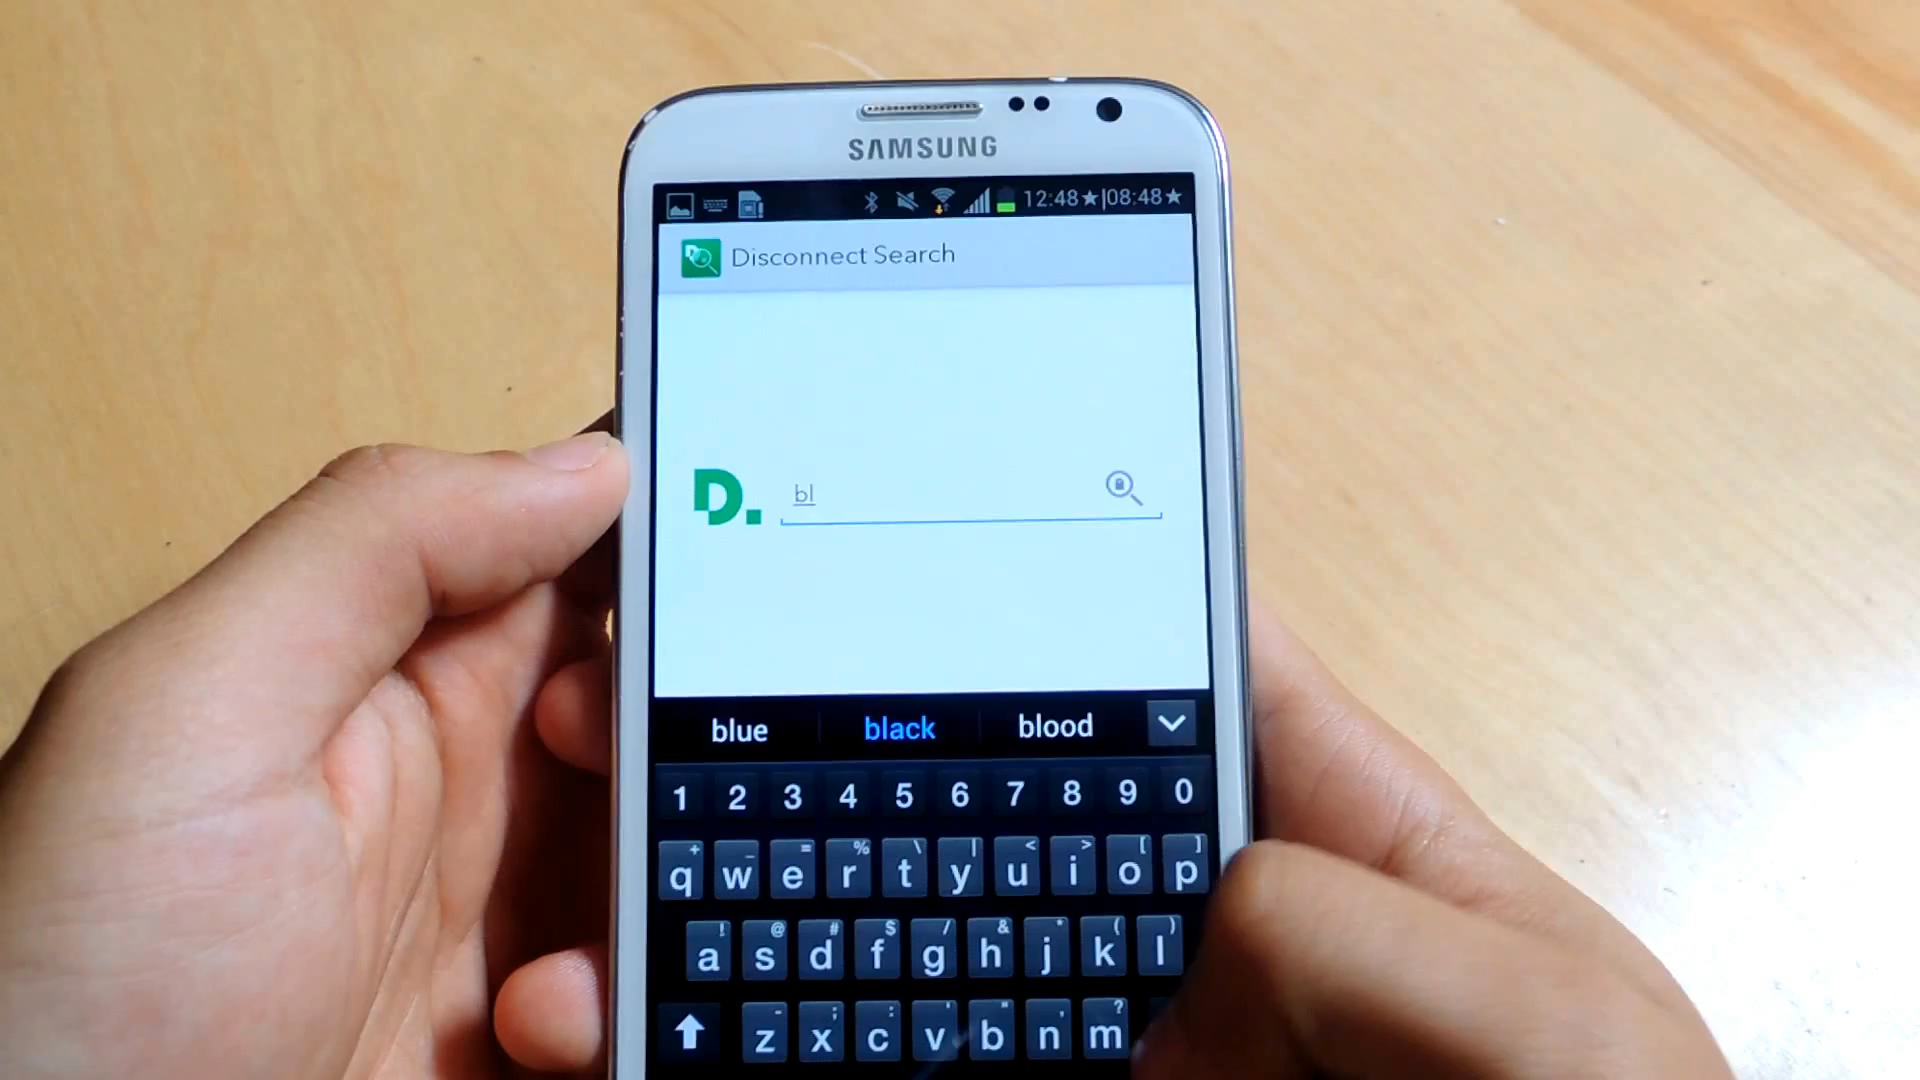 SAMSUNG
12:48★|08:48★
Disconnect Search
D. bl
blue black blood
1 2 3 4 5 6 7 8 9 0
+ _ = % \ | < > [ ]
q w e r t y u i o p
! @ # $ / & * ( )
a s d f g h j k l
- ; : ' " , ?
z x c v b n m